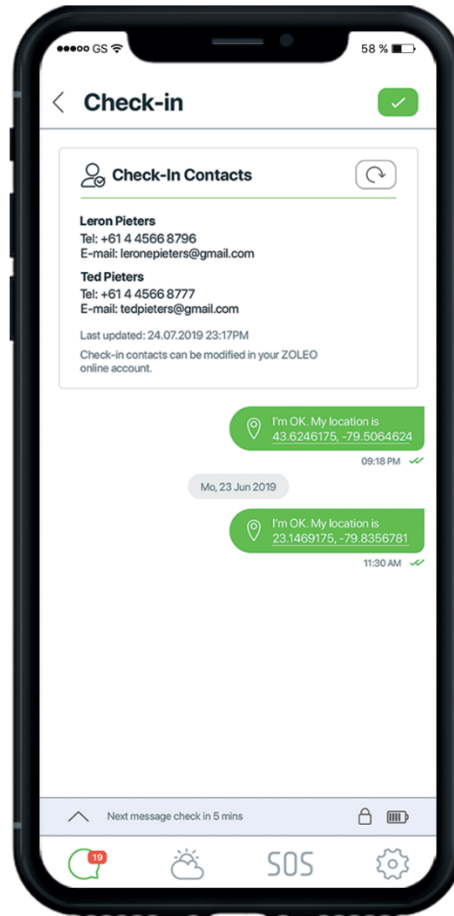 GS
58 %
Check-in
Check-In Contacts
Leron Pieters
Tel: +61 4 4566 8796
E-mail: leronepieters@gmail.com
Ted Pieters
Tel: +61 4 4566 8777
E-mail: tedpieters@gmail.com
Last updated: 24.07.2019 23:17PM
Check-in contacts can be modified in your ZOLEO
online account.
I'm OK. My location is
43.6246175, -79.5064624
09:18 PM
Mo, 23 Jun 2019
I'm OK. My location is
23.1469175, -79.8356781
11:30 AM
Next message check in 5 mins
19
SOS